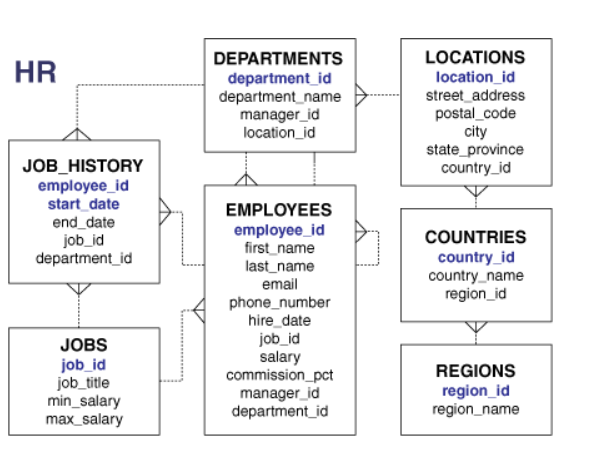 HR
DEPARTMENTS
department_id
department_name
manager_id
location_id
LOCATIONS
location_id
street_address
postal_code
city
state_province
country_id
JOB_HISTORY
employee_id
start_date
end_date
job_id
department_id
EMPLOYEES
employee_id
first_name
last_name
email
phone_number
hire_date
job_id
salary
commission_pct
manager_id
department_id
COUNTRIES
country_id
country_name
region_id
JOBS
job_id
job_title
min_salary
max_salary
REGIONS
region_id
region_name